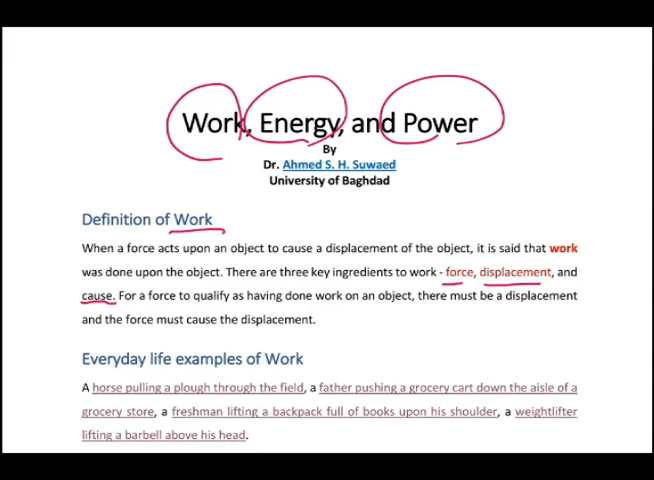 Work, Energy, and Power
By
Dr. Ahmed S. H. Suwaed
University of Baghdad
Definition of Work
When a force acts upon an object to cause a displacement of the object, it is said that work
was done upon the object. There are three key ingredients to work - force, displacement, and
cause. For a force to qualify as having done work on an object, there must be a displacement
and the force must cause the displacement.
Everyday life examples of Work
A horse pulling a plough through the field, a father pushing a grocery cart down the aisle of a
grocery store, a freshman lifting a backpack full of books upon his shoulder, a weightlifter
lifting a barbell above his head.